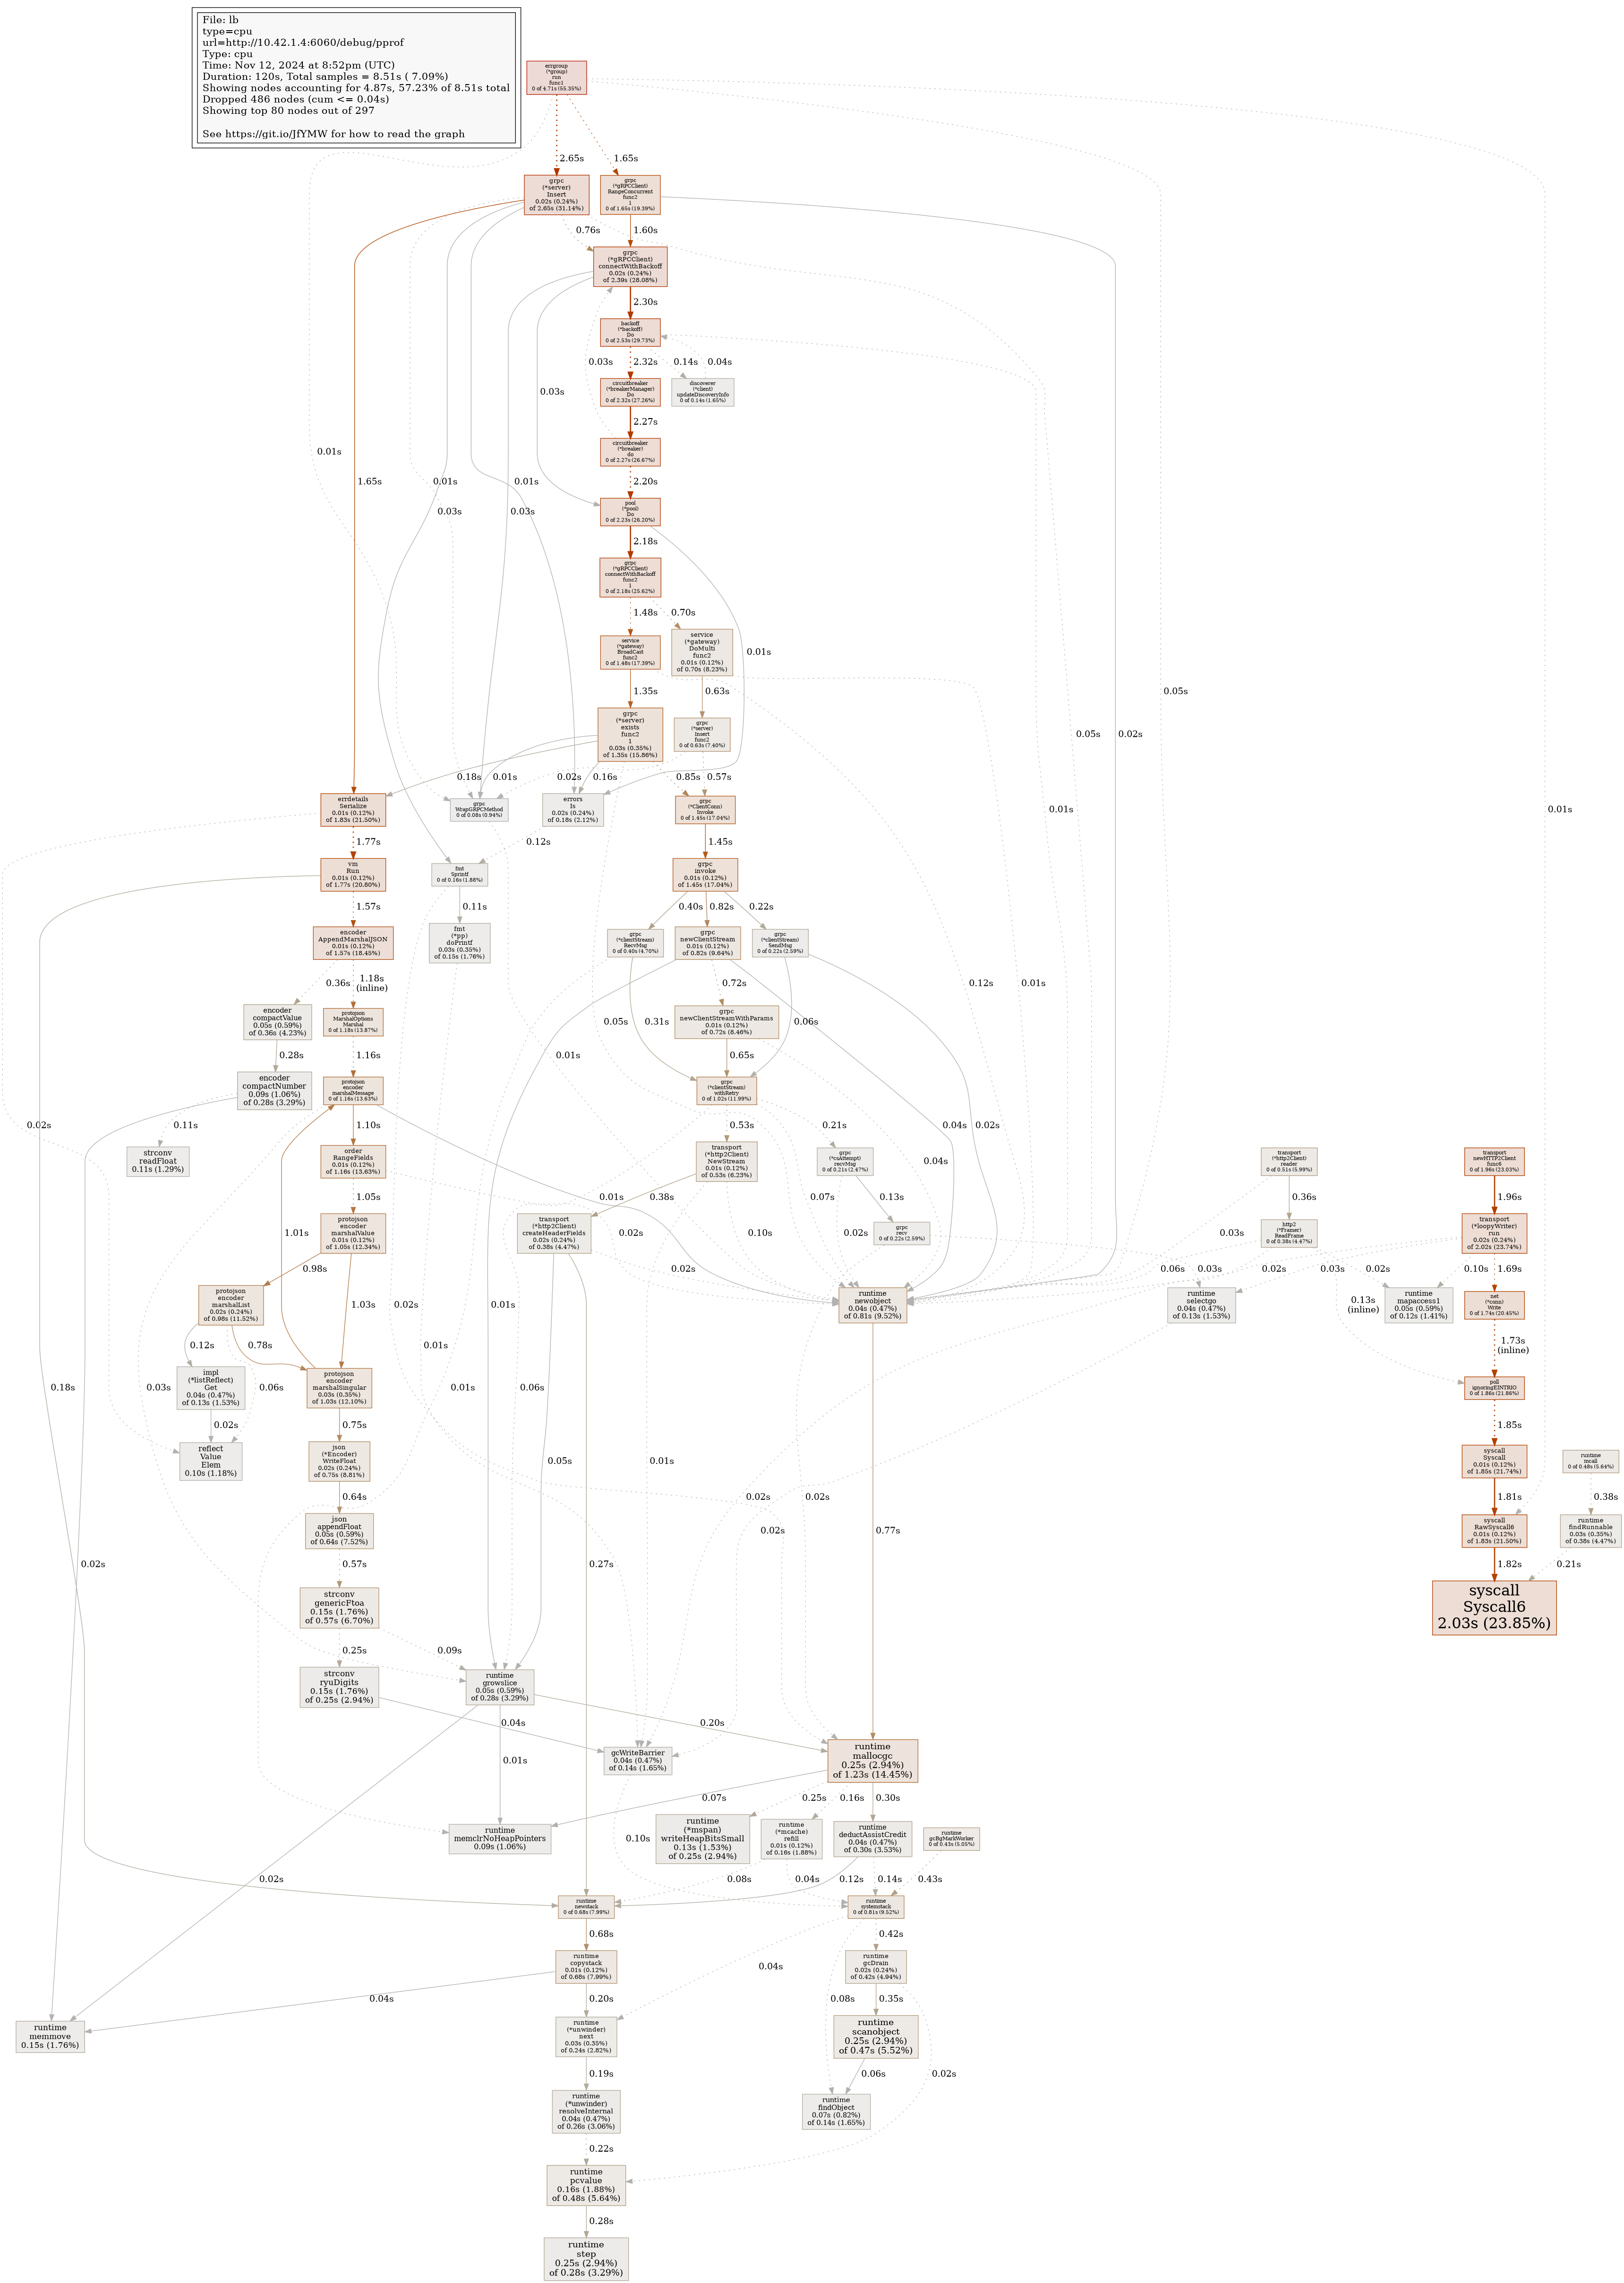 File: lb
type=cpu
url=http://10.42.1.4:6060/debug/pprof
Type: cpu
Time: Nov 12, 2024 at 8:52pm (UTC)
Duration: 120s, Total samples = 8.51s ( 7.09%)
Showing nodes accounting for 4.87s, 57.23% of 8.51s total
Dropped 486 nodes (cum <= 0.04s)
Showing top 80 nodes out of 297
See https://git.io/JfYMW for how to read the graph
errgroup
(*group)
run
func1
0 of 4.71s (55.35%)
2.65s
1.65s
grpc
(*server)
Insert
0.02s (0.24%)
of 2.65s (31.14%)
grpc
(*gRPCClient)
RangeConcurrent
func2
1
0 of 1.65s (19.39%)
0.76s
1.60s
grpc
(*gRPCClient)
connectWithBackoff
0.02s (0.24%)
of 2.39s (28.08%)
2.30s
backoff
(*backoff)
Do
0 of 2.53s (29.73%)
0.03s
2.32s
0.14s
0.04s
circuitbreaker
(*breakerManager)
Do
0 of 2.32s (27.26%)
discoverer
(*client)
updateDiscoveryInfo
0 of 0.14s (1.65%)
0.03s
2.27s
circuitbreaker
(*breaker)
do
0 of 2.27s (26.67%)
0.01s
1.65s
0.01s
0.03s
0.03s
0.01s
2.20s
pool
(*pool)
Do
0 of 2.23s (26.20%)
2.18s
grpc
(*gRPCClient)
connectWithBackoff
func2
1
0 of 2.18s (25.62%)
1.48s
0.70s
0.01s
service
(*gateway)
BroadCast
func2
0 of 1.48s (17.39%)
service
(*gateway)
DoMulti
func2
0.01s (0.12%)
of 0.70s (8.23%)
1.35s
0.63s
0.05s
0.05s
0.02s
grpc
(*server)
exists
func2
1
0.03s (0.35%)
of 1.35s (15.86%)
grpc
(*server)
Insert
func2
0 of 0.63s (7.40%)
0.18s
0.01s
0.16s
0.02s
0.85s
0.57s
0.01s
0.01s
errdetails
Serialize
0.01s (0.12%)
of 1.83s (21.50%)
grpc
WrapGRPCMethod
0 of 0.08s (0.94%)
errors
Is
0.02s (0.24%)
of 0.18s (2.12%)
grpc
(*ClientConn)
Invoke
0 of 1.45s (17.04%)
1.77s
0.12s
1.45s
vm
Run
0.01s (0.12%)
of 1.77s (20.80%)
fmt
Sprintf
0 of 0.16s (1.88%)
grpc
invoke
0.01s (0.12%)
of 1.45s (17.04%)
1.57s
0.11s
0.40s
0.82s
0.22s
encoder
AppendMarshalJSON
0.01s (0.12%)
of 1.57s (18.45%)
fmt
(*pp)
doPrintf
0.03s (0.35%)
of 0.15s (1.76%)
grpc
(*clientStream)
RecvMsg
0 of 0.40s (4.70%)
grpc
newClientStream
0.01s (0.12%)
of 0.82s (9.64%)
grpc
(*clientStream)
SendMsg
0 of 0.22s (2.59%)
0.36s
1.18s
(inline)
0.72s
0.12s
0.01s
encoder
compactValue
0.05s (0.59%)
of 0.36s (4.23%)
protojson
MarshalOptions
Marshal
0 of 1.18s (13.87%)
grpc
newClientStreamWithParams
0.01s (0.12%)
of 0.72s (8.46%)
0.05s
0.31s
0.06s
0.28s
1.16s
0.01s
0.65s
encoder
compactNumber
0.09s (1.06%)
of 0.28s (3.29%)
protojson
encoder
marshalMessage
0 of 1.16s (13.63%)
grpc
(*clientStream)
withRetry
0 of 1.02s (11.99%)
0.02s
0.11s
1.10s
0.53s
0.21s
0.04s
0.02s
strconv
readFloat
0.11s (1.29%)
order
RangeFields
0.01s (0.12%)
of 1.16s (13.63%)
transport
(*http2Client)
NewStream
0.01s (0.12%)
of 0.53s (6.23%)
grpc
(*csAttempt)
recvMsg
0 of 0.21s (2.47%)
0.04s
transport
(*http2Client)
reader
0 of 0.51s (5.99%)
transport
newHTTP2Client
func6
0 of 1.96s (23.03%)
1.05s
0.01s
0.38s
0.07s
0.13s
0.36s
1.96s
1.01s
protojson
encoder
marshalValue
0.01s (0.12%)
of 1.05s (12.34%)
transport
(*http2Client)
createHeaderFields
0.02s (0.24%)
of 0.38s (4.47%)
0.02s
0.10s
0.02s
grpc
recv
0 of 0.22s (2.59%)
0.03s
http2
(*Framer)
ReadFrame
0 of 0.38s (4.47%)
transport
(*loopyWriter)
run
0.02s (0.24%)
of 2.02s (23.74%)
0.98s
1.03s
0.02s
0.06s
0.03s
0.02s
0.03s
0.02s
0.10s
1.69s
protojson
encoder
marshalList
0.02s (0.24%)
of 0.98s (11.52%)
0.02s
0.01s
0.01s
runtime
newobject
0.04s (0.47%)
of 0.81s (9.52%)
runtime
selectgo
0.04s (0.47%)
of 0.13s (1.53%)
0.13s
(inline)
runtime
mapaccess1
0.05s (0.59%)
of 0.12s (1.41%)
net
(*conn)
Write
0 of 1.74s (20.45%)
0.12s
0.78s
1.73s
(inline)
0.18s
0.03s
impl
(*listReflect)
Get
0.04s (0.47%)
of 0.13s (1.53%)
0.06s
protojson
encoder
marshalSingular
0.03s (0.35%)
of 1.03s (12.10%)
0.01s
0.06s
poll
ignoringEINTRIO
0 of 1.86s (21.86%)
0.02s
0.75s
0.05s
0.01s
1.85s
reflect
Value
Elem
0.10s (1.18%)
json
(*Encoder)
WriteFloat
0.02s (0.24%)
of 0.75s (8.81%)
syscall
Syscall
0.01s (0.12%)
of 1.85s (21.74%)
runtime
mcall
0 of 0.48s (5.64%)
0.64s
0.02s
0.02s
1.81s
0.38s
json
appendFloat
0.05s (0.59%)
of 0.64s (7.52%)
0.02s
0.77s
syscall
RawSyscall6
0.01s (0.12%)
of 1.83s (21.50%)
runtime
findRunnable
0.03s (0.35%)
of 0.38s (4.47%)
0.02s
0.57s
0.27s
1.82s
0.21s
strconv
genericFtoa
0.15s (1.76%)
of 0.57s (6.70%)
syscall
Syscall6
2.03s (23.85%)
0.25s
0.09s
strconv
ryuDigits
0.15s (1.76%)
of 0.25s (2.94%)
runtime
growslice
0.05s (0.59%)
of 0.28s (3.29%)
0.04s
0.20s
0.01s
gcWriteBarrier
0.04s (0.47%)
of 0.14s (1.65%)
runtime
mallocgc
0.25s (2.94%)
of 1.23s (14.45%)
0.07s
0.25s
0.16s
0.30s
runtime
memclrNoHeapPointers
0.09s (1.06%)
0.10s
runtime
(*mspan)
writeHeapBitsSmall
0.13s (1.53%)
of 0.25s (2.94%)
runtime
(*mcache)
refill
0.01s (0.12%)
of 0.16s (1.88%)
runtime
deductAssistCredit
0.04s (0.47%)
of 0.30s (3.53%)
runtime
gcBgMarkWorker
0 of 0.43s (5.05%)
0.02s
0.08s
0.04s
0.12s
0.14s
0.43s
runtime
newstack
0 of 0.68s (7.99%)
runtime
systemstack
0 of 0.81s (9.52%)
0.68s
0.42s
runtime
copystack
0.01s (0.12%)
of 0.68s (7.99%)
0.04s
runtime
gcDrain
0.02s (0.24%)
of 0.42s (4.94%)
0.04s
0.20s
0.08s
0.35s
runtime
memmove
0.15s (1.76%)
runtime
(*unwinder)
next
0.03s (0.35%)
of 0.24s (2.82%)
runtime
scanobject
0.25s (2.94%)
of 0.47s (5.52%)
0.19s
0.06s
0.02s
runtime
(*unwinder)
resolveInternal
0.04s (0.47%)
of 0.26s (3.06%)
runtime
findObject
0.07s (0.82%)
of 0.14s (1.65%)
0.22s
runtime
pcvalue
0.16s (1.88%)
of 0.48s (5.64%)
0.28s
runtime
step
0.25s (2.94%)
of 0.28s (3.29%)